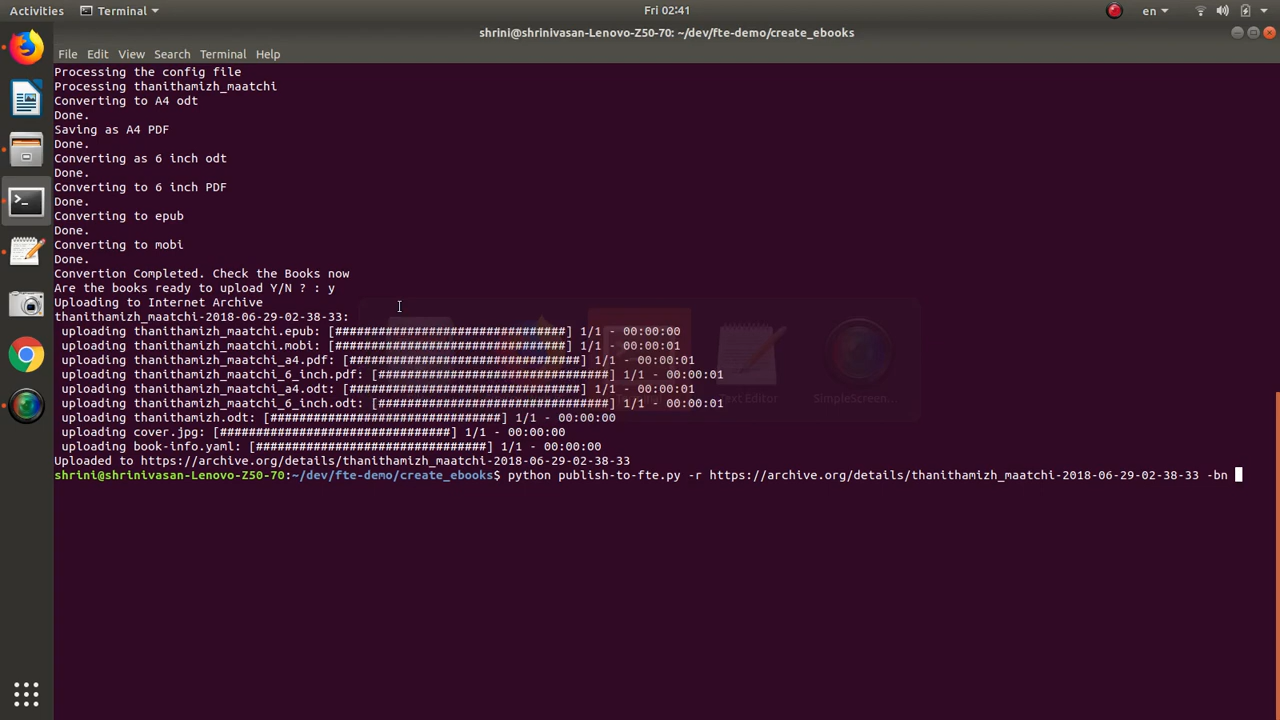 Activities Terminal Fri 02:41 en
shrini@shrinivasan-Lenovo-Z50-70: ~/dev/fte-demo/create_ebooks
File Edit View Search Terminal Help
Processing the config file
Processing thanithamizh_maatchi
Converting to A4 odt
Done.
Saving as A4 PDF
Done.
Converting as 6 inch odt
Done.
Converting to 6 inch PDF
Done.
Converting to epub
Done.
Converting to mobi
Done.
Convertion Completed. Check the Books now
Are the books ready to upload Y/N ? : y
Uploading to Internet Archive
thanithamizh_maatchi-2018-06-29-02-38-33:
uploading thanithamizh_maatchi.epub: [################################] 1/1 - 00:00:00
uploading thanithamizh_maatchi.mobi: [################################] 1/1 - 00:00:01
uploading thanithamizh_maatchi_a4.pdf: [################################] 1/1 - 00:00:01
uploading thanithamizh_maatchi_6_inch.pdf: [################################] 1/1 - 00:00:01
uploading thanithamizh_maatchi_a4.odt: [################################] 1/1 - 00:00:01
uploading thanithamizh_maatchi_6_inch.odt: [################################] 1/1 - 00:00:01
uploading thanithamizh.odt: [################################] 1/1 - 00:00:00
uploading cover.jpg: [################################] 1/1 - 00:00:00
uploading book-info.yaml: [################################] 1/1 - 00:00:00
Uploaded to https://archive.org/details/thanithamizh_maatchi-2018-06-29-02-38-33
shrini@shrinivasan-Lenovo-Z50-70:~/dev/fte-demo/create_ebooks$ python publish-to-fte.py -r https://archive.org/details/thanithamizh_maatchi-2018-06-29-02-38-33 -bn
Terminal Text Editor SimpleScreen...